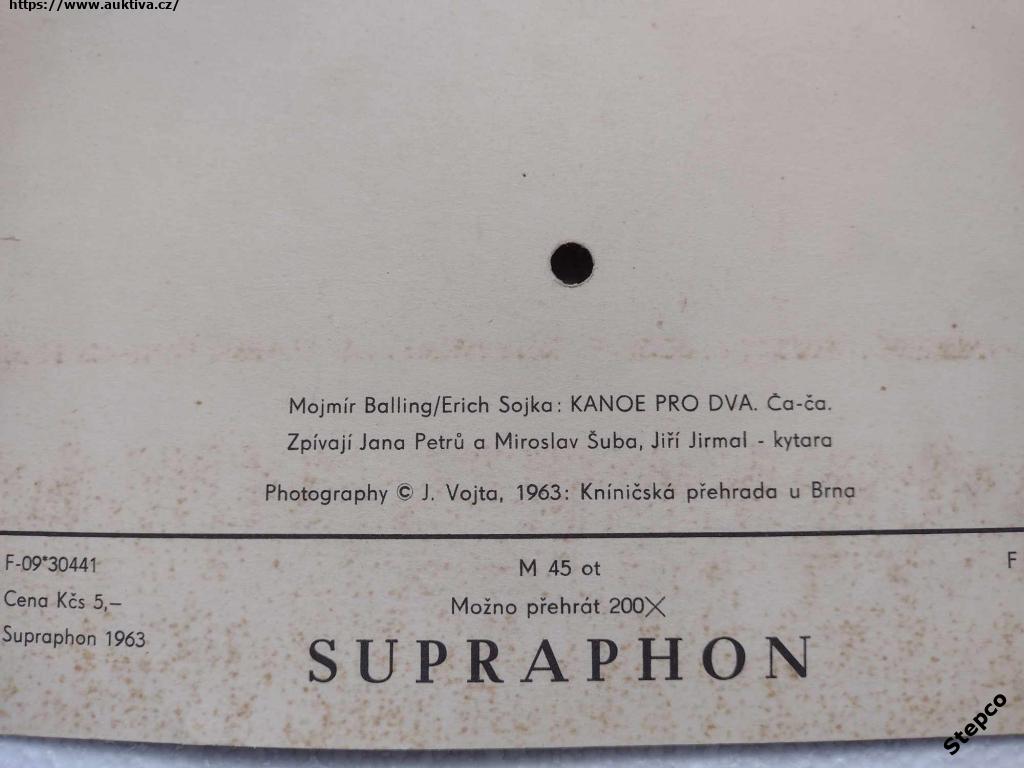 https://www.auktiva.cz/
Mojmír Balling/Erich Sojka: KANOE PRO DVA. Ča-ča.
Zpívají Jana Petrů a Miroslav Šuba, Jiří Jirmal - kytara
Photography © J. Vojta, 1963: Kníničská přehrada u Brna
F-09*30441
M 45 ot
F
Cena Kčs 5,–
Možno přehrát 200X
Supraphon 1963
SUPRAPHON
Stepco